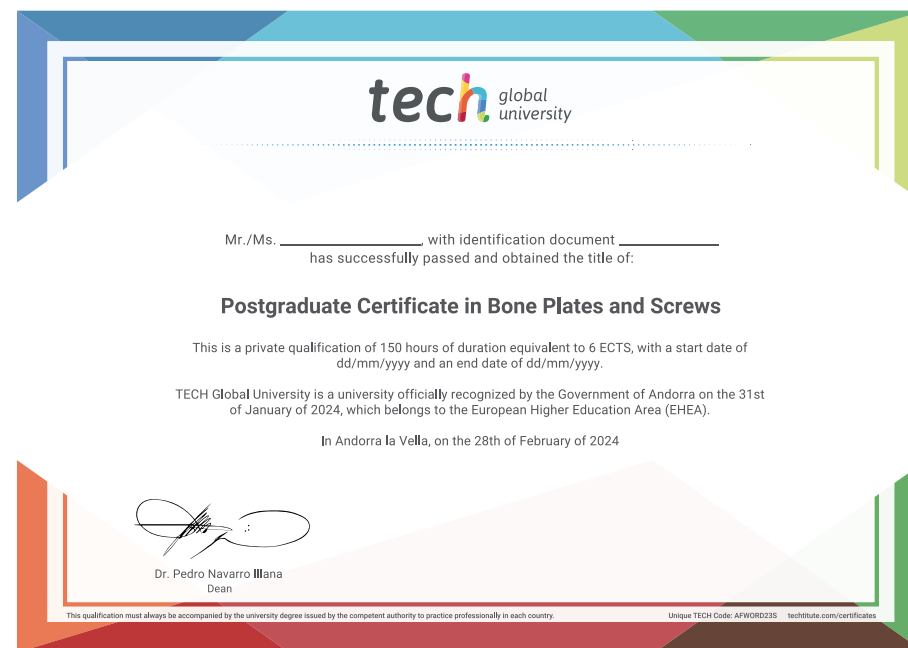 tech global
university
Mr./Ms. ____________, with identification document ____________
has successfully passed and obtained the title of:
Postgraduate Certificate in Bone Plates and Screws
This is a private qualification of 150 hours of duration equivalent to 6 ECTS, with a start date of
dd/mm/yyyy and an end date of dd/mm/yyyy.
TECH Global University is a university officially recognized by the Government of Andorra on the 31st
of January of 2024, which belongs to the European Higher Education Area (EHEA).
In Andorra la Vella, on the 28th of February of 2024
Dr. Pedro Navarro Illana
Dean
This qualification must always be accompanied by the university degree issued by the competent authority to practice professionally in each country. Unique TECH Code: AFWORD23S techtitute.com/certificates